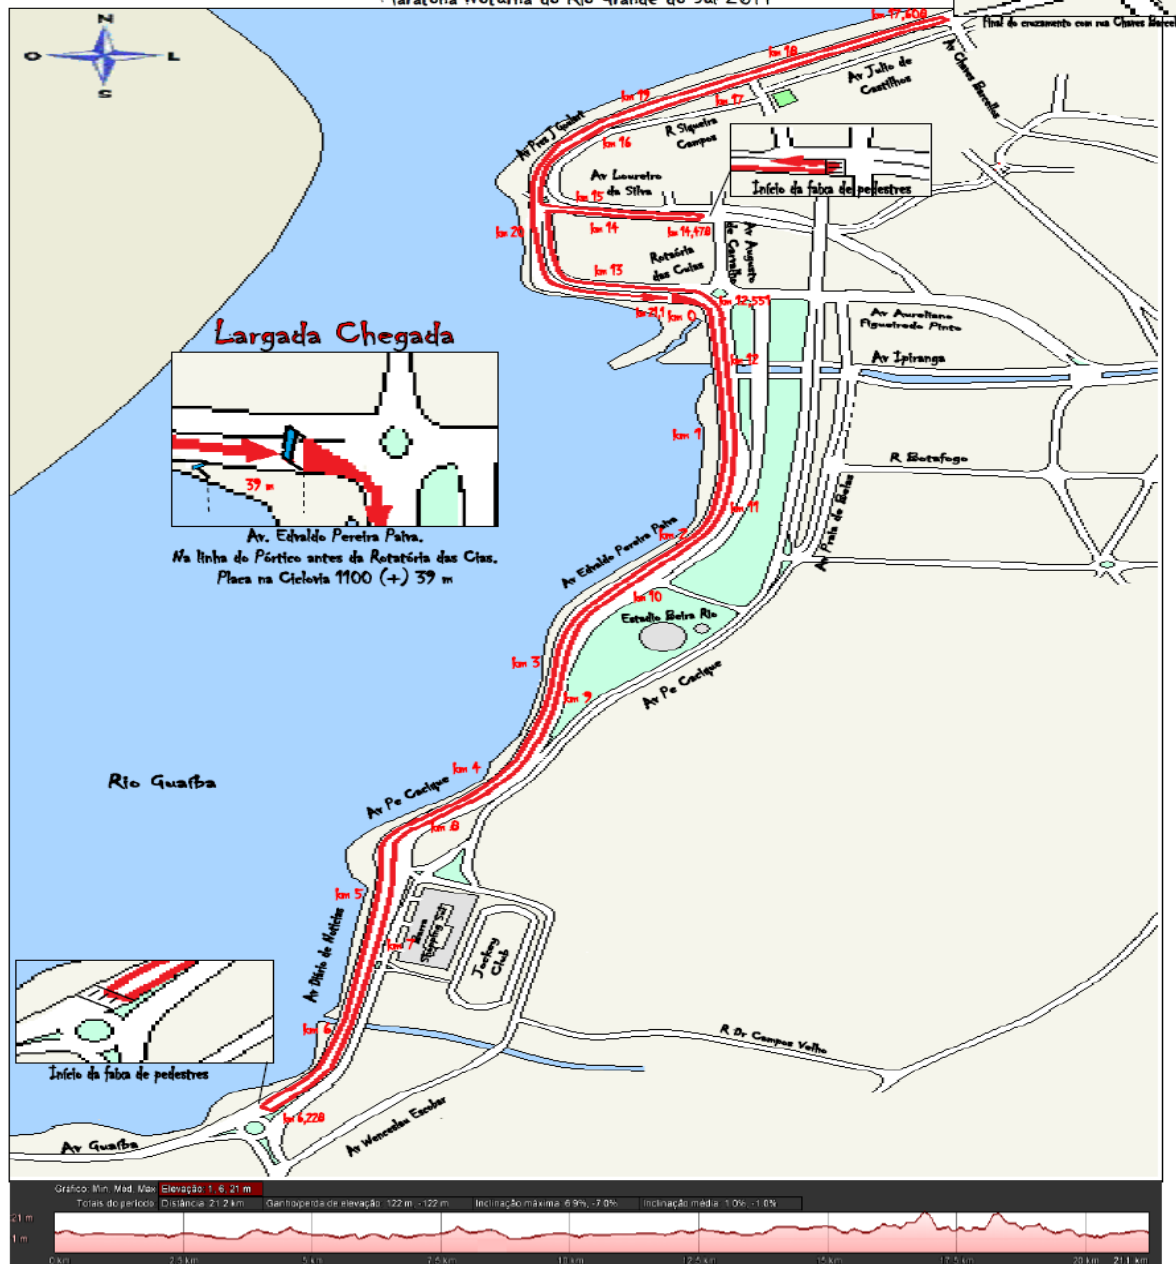 Maratona Noturna do Rio Grande do Sul 2014
N
O
L
S
km 17,608
Final do cruzamento com rua Chaves Barcel
km 18
Av Julio de
Castilhos
Av Chaves Barcellos
km 19
km 17
Av Pres J Goulart
R Siqueira
Campos
km 16
Início da faixa de pedestres
Av Loureiro
da Silva
km 15
km 14
km 14,478
km 20
Av Augusto
de Carvalho
Rotatória
das Cuias
km 13
km 12,551
km 21,1
km 0
Av Aureliano
Figueiredo Pinto
Largada Chegada
km 12
Av Ipiranga
39 m
km 1
R Botafogo
km 11
Av Praia de Belas
Av. Edvaldo Pereira Paiva.
Na linha do Pórtico antes da Rotatória das Cias.
Placa na Ciclovia 1100 (+) 39 m
km 2
Av Edvaldo Pereira Paiva
km 10
Estadio Beira Rio
km 3
km 9
Av Pe Cacique
km 4
Rio Guaíba
Av Pe Cacique
km 8
km 5
Barra
Shopping Sul
Jockey
Club
km 7
Av Diário de Notícias
km 6
R Dr Campos Velho
Início da faixa de pedestres
km 6,228
Av Wenceslau Escobar
Av Guaíba
Gráfico: Min, Méd, Máx Elevação: 1, 6, 21 m
Totais do período: Distância: 21.2 km Ganho/perda de elevação: 122 m, -122 m Inclinação máxima: 6.9%, -7.0% Inclinação média: 1.0%, -1.0%
21 m
1 m
0 km 2.5 km 5 km 7.5 km 10 km 12.5 km 15 km 17.5 km 20 km 21.1 km